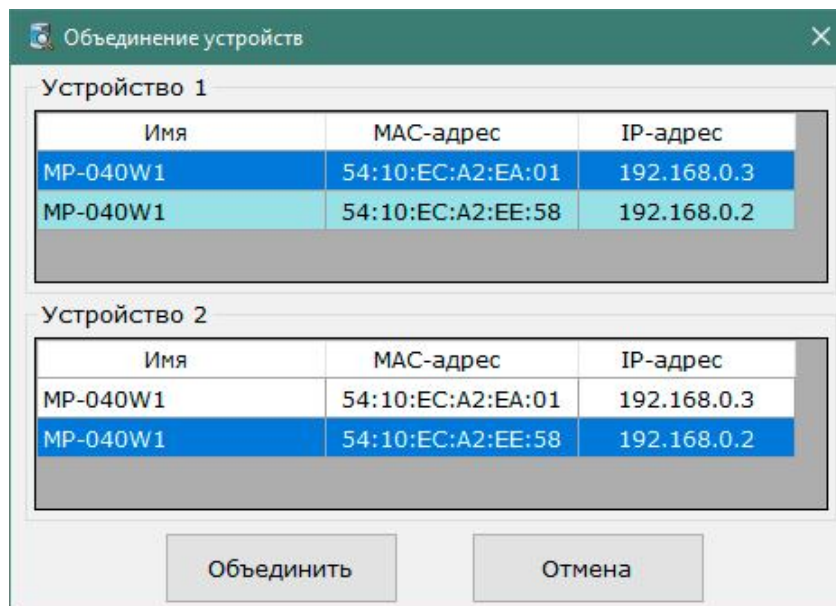 Объединение устройств
Устройство 1
Имя МАС-адрес IP-адрес
MP-040W1 54:10:EC:A2:EA:01 192.168.0.3
MP-040W1 54:10:EC:A2:EE:58 192.168.0.2
Устройство 2
Имя МАС-адрес IP-адрес
MP-040W1 54:10:EC:A2:EA:01 192.168.0.3
MP-040W1 54:10:EC:A2:EE:58 192.168.0.2
Объединить Отмена